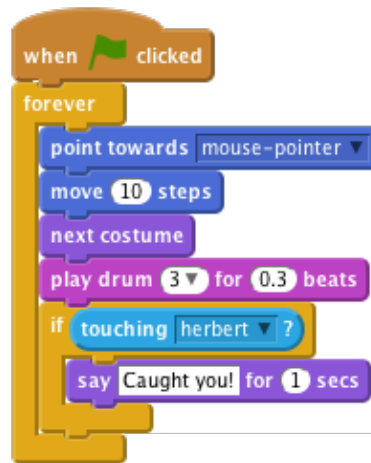 when clicked
forever
point towards mouse-pointer
move 10 steps
next costume
play drum 3 for 0.3 beats
if touching herbert ?
say Caught you! for 1 secs